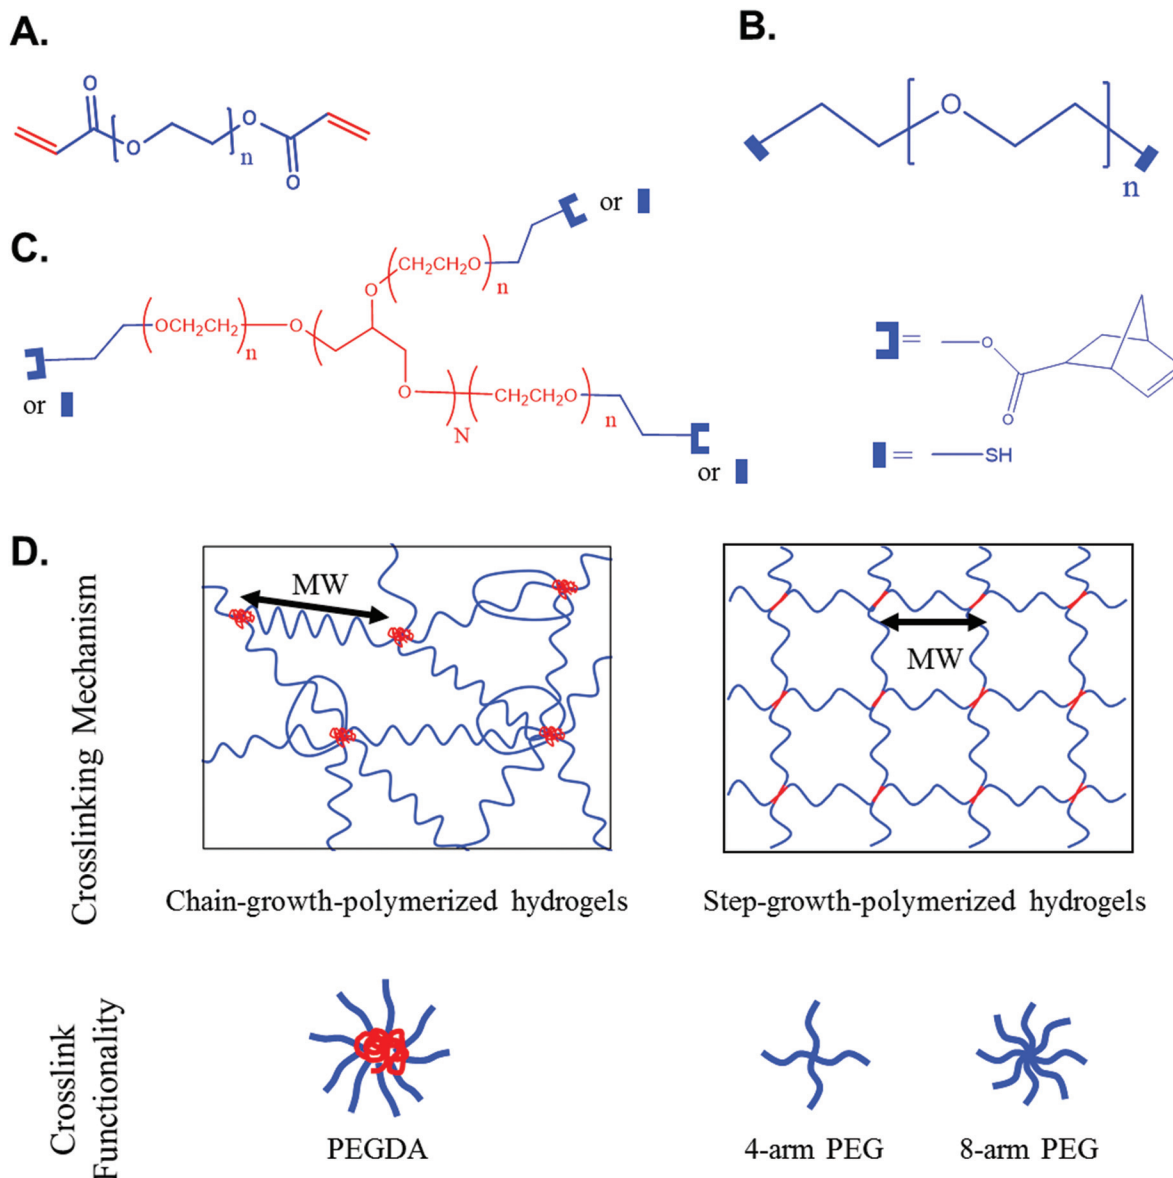 A.
O
O
O
O
n
B.
O
n
C.
or
O
(CH₂CH₂O)
n
(OCH₂CH₂)
n
O
O
N
(CH₂CH₂O)
n
or
or
=
O
O
=
SH
D.
Crosslinking Mechanism
MW
MW
Chain-growth-polymerized hydrogels
Step-growth-polymerized hydrogels
Crosslink
Functionality
PEGDA
4-arm PEG
8-arm PEG